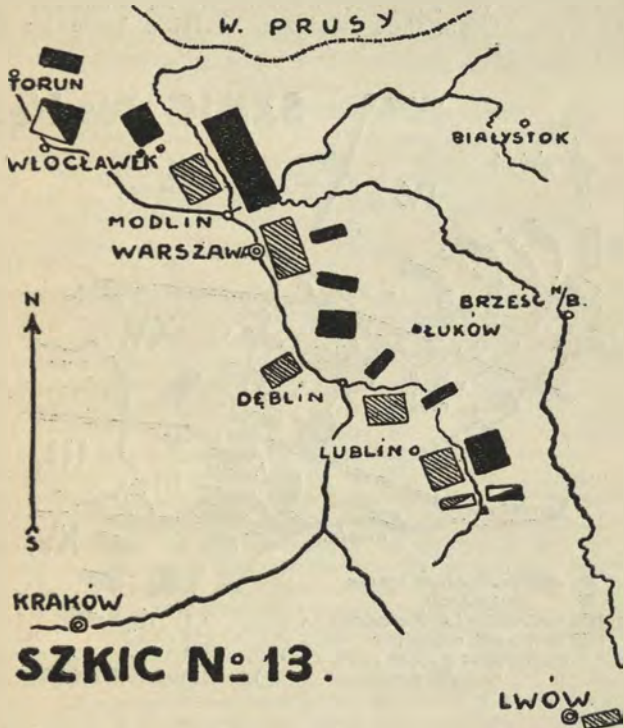 W. PRUSY
TORUN
BIAŁYSTOK
WŁOCŁAWEK
MODLIN
WARSZAWA
BRZEŚĆ N/B.
N
ŁUKÓW
DĘBLIN
LUBLIN
S
KRAKÓW
SZKIC No 13.
LWÓW